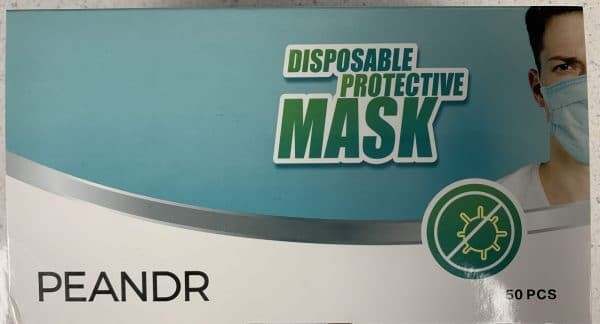 DISPOSABLE
PROTECTIVE
MASK
PEANDR
50 PCS